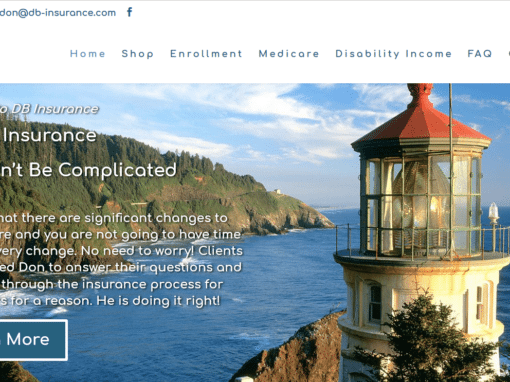 don@db-insurance.com
Home Shop Enrollment Medicare Disability Income FAQ
o DB Insurance
Insurance
n't Be Complicated
hat there are significant changes to
re and you are not going to have time
very change. No need to worry! Clients
ed Don to answer their questions and
through the insurance process for
s for a reason. He is doing it right!
More